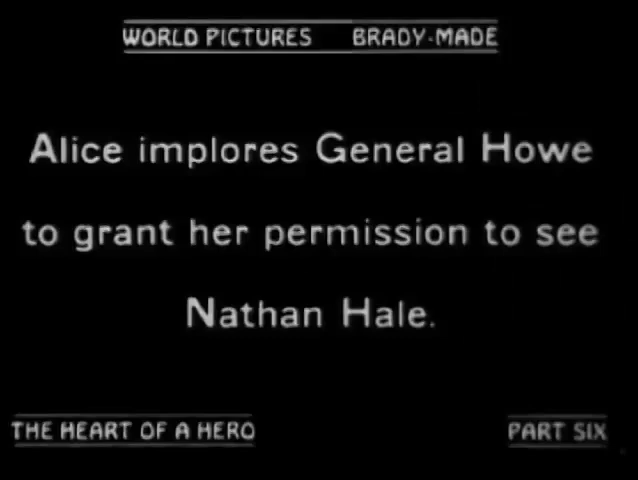 WORLD PICTURES BRADY-MADE
Alice implores General Howe
to grant her permission to see
Nathan Hale.
THE HEART OF A HERO PART SIX